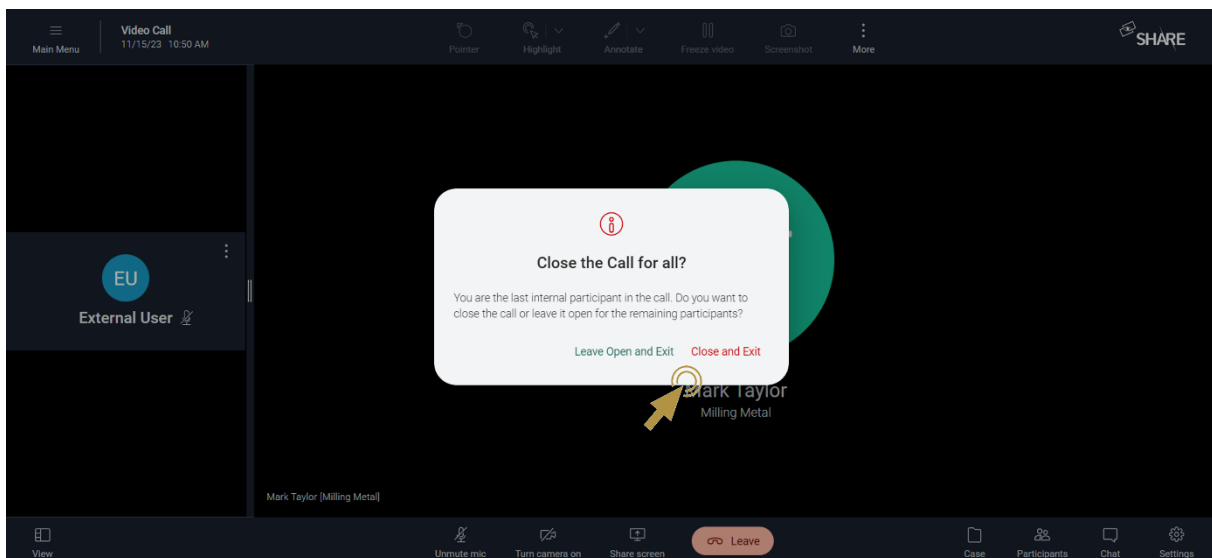 Main Menu
Video Call
11/15/23 10:50 AM
Pointer
Highlight
Annotate
Freeze video
Screenshot
More
SHARE
EU
External User
Close the Call for all?
You are the last internal participant in the call. Do you want to
close the call or leave it open for the remaining participants?
Leave Open and Exit Close and Exit
Mark Taylor
Milling Metal
Mark Taylor [Milling Metal]
View
Unmute mic
Turn camera on
Share screen
Leave
Case
Participants
Chat
Settings